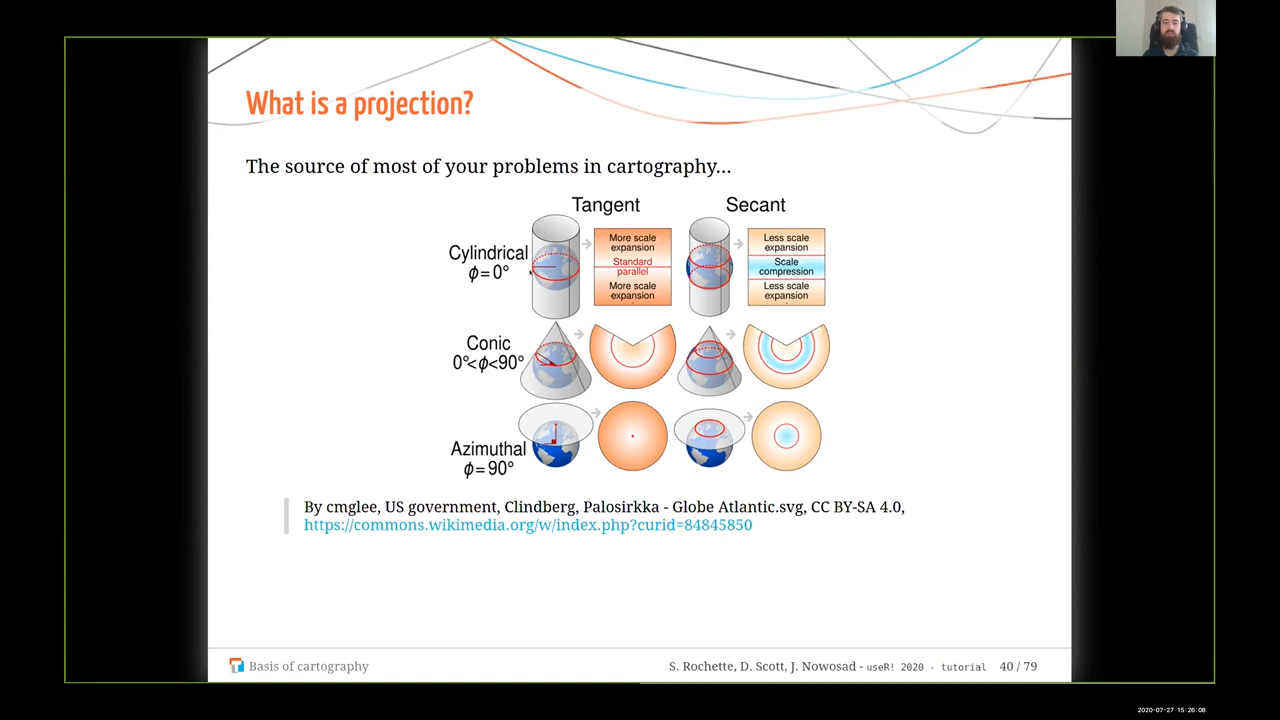 What is a projection?
The source of most of your problems in cartography...
Tangent
Secant
Cylindrical
ϕ = 0°
More scale
expansion
Standard
parallel
More scale
expansion
Less scale
expansion
Scale
compression
Less scale
expansion
Conic
0°<ϕ<90°
Azimuthal
ϕ = 90°
By cmglee, US government, Clindberg, Palosirkka - Globe Atlantic.svg, CC BY-SA 4.0,
https://commons.wikimedia.org/w/index.php?curid=84845850
Basis of cartography
S. Rochette, D. Scott, J. Nowosad - useR! 2020 - tutorial 40 / 79
2020-07-27 15:26:08